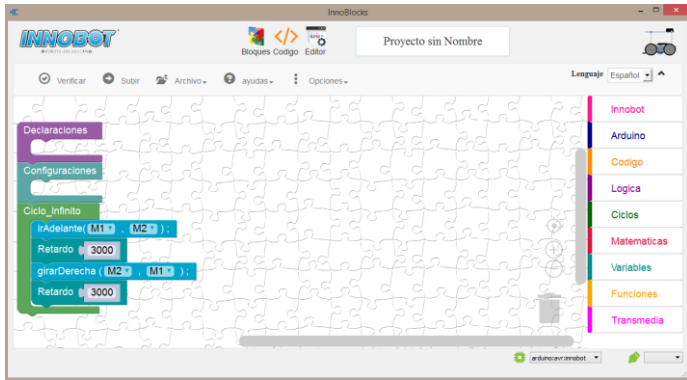 InnoBlocks
INNOBOT
Bloques Codigo Editor
Proyecto sin Nombre
Verificar Subir Archivo ayudas Opciones
Lenguaje Español
Declaraciones
Configuraciones
Ciclo_Infinito
irAdelante( M1 , M2 ) ;
Retardo 3000
girarDerecha ( M2 , M1 ) ;
Retardo 3000
Innobot
Arduino
Codigo
Logica
Ciclos
Matematicas
Variables
Funciones
Transmedia
arduino:avr:innobot